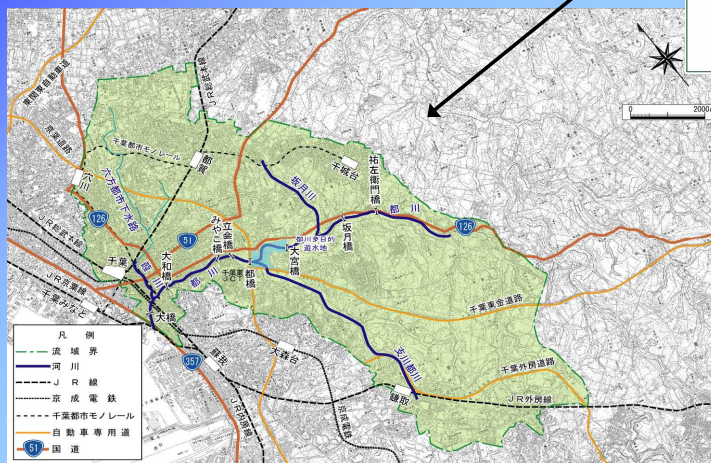 2000m
東関東自動車道
京葉道路
JR総武本線
千葉都市モノレール
都賀
穴川
六方都市下水路
千城台
祐左衛門橋
坂月川
都川
126
126
51
坂月橋
立会橋
みやこ橋
都川多目的
遊水地
大宮橋
大和橋
葭川
都川
千葉東
JC
都橋
JR総武本線
千葉
JR京葉線
千葉みなと
大橋
千葉東金道路
支川都川
大森台
蘇我
357
京成電鉄
JR内房線
鎌取
千葉外房道路
JR外房線
凡例
流域界
河川
JR線
京成電鉄
千葉都市モノレール
自動車専用道
51
国道